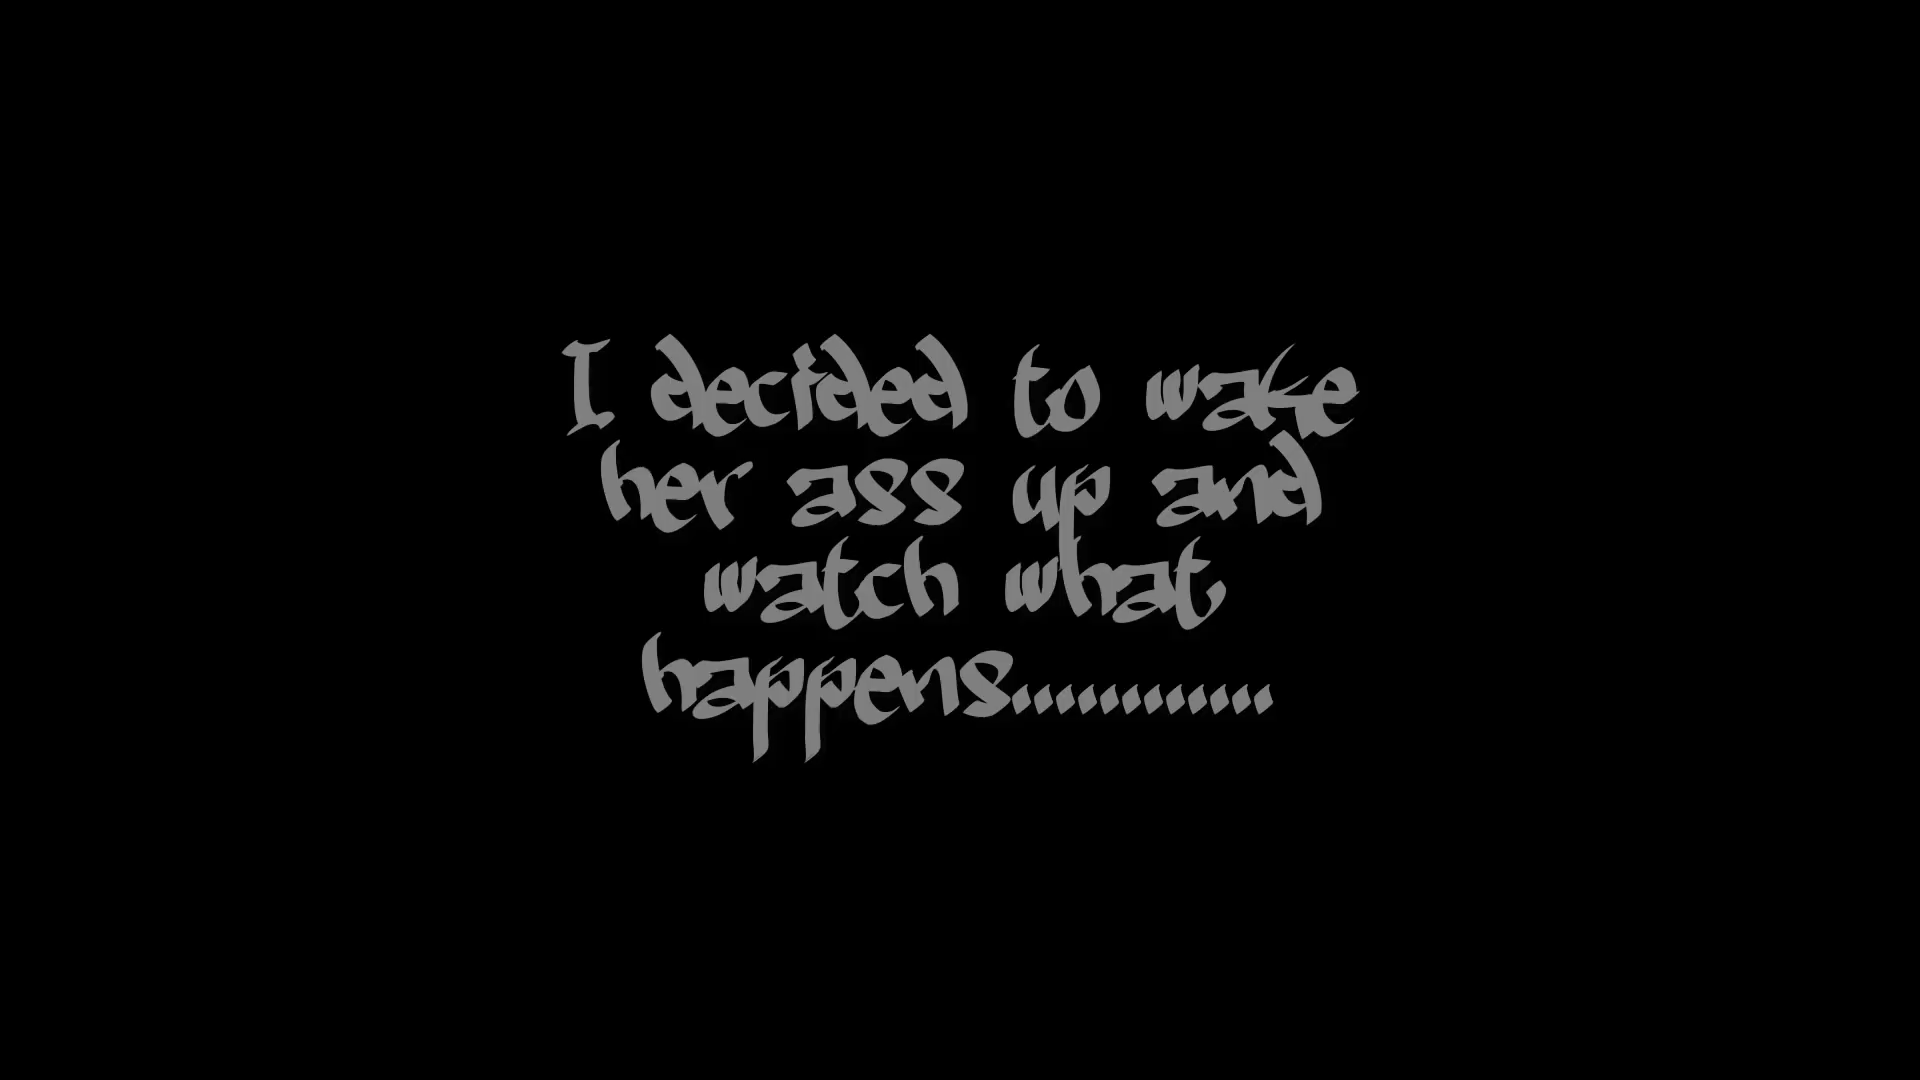 I decided to wake
her ass up and
watch what
happens............